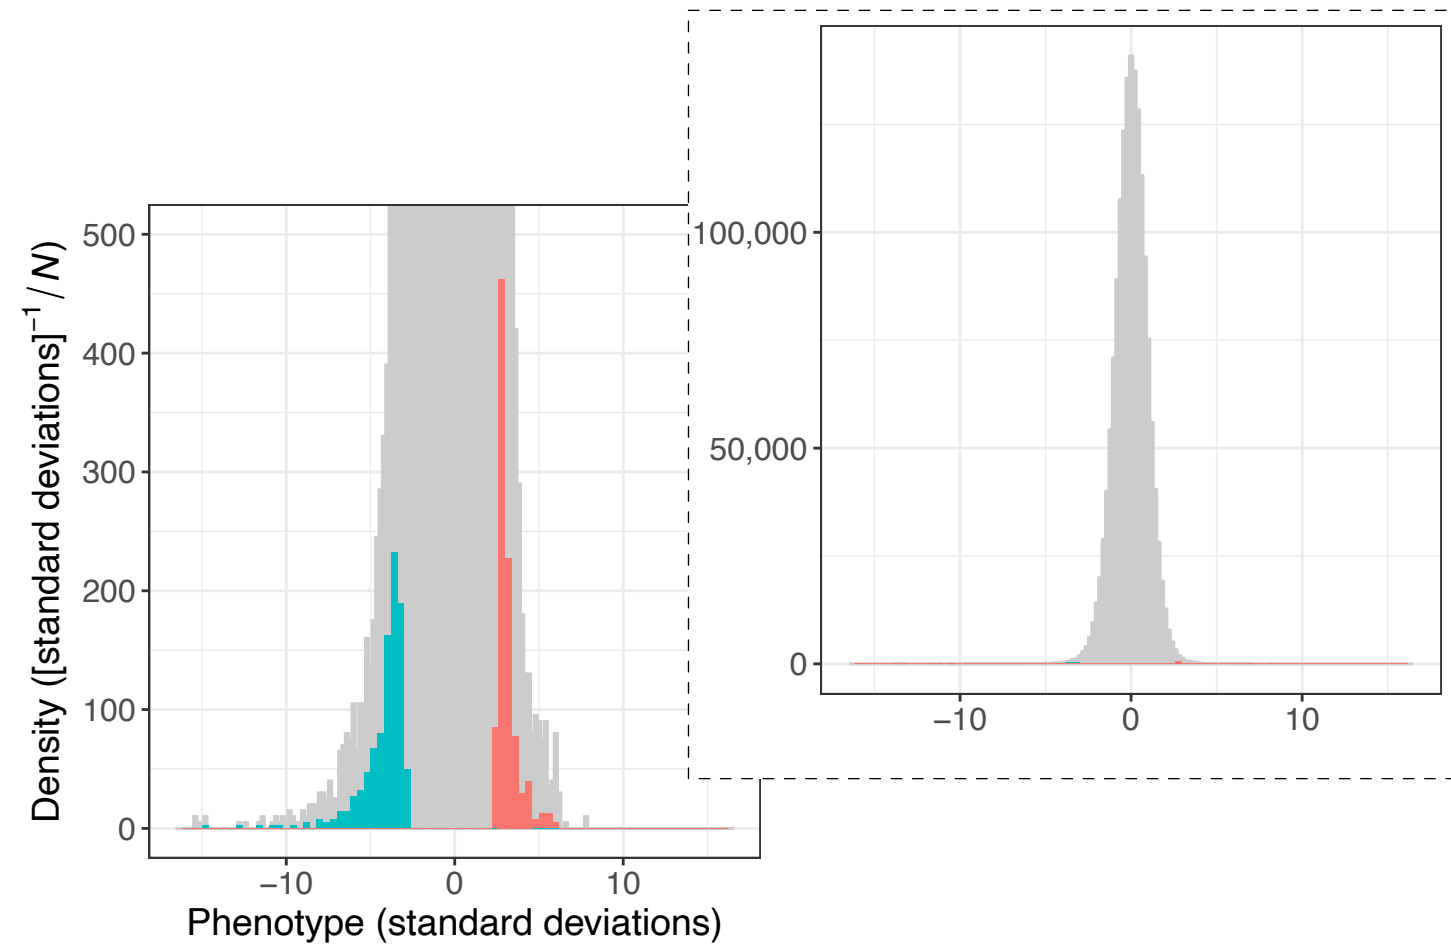 Density ([standard deviations]⁻¹ / N)
500
400
300
200
100
0
−10 0 10
Phenotype (standard deviations)
100,000
50,000
0
−10 0 10